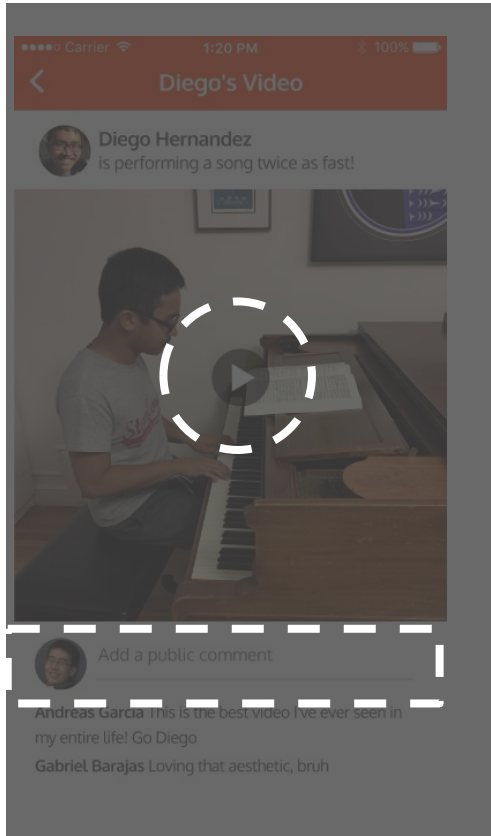 Carrier 1:20 PM 100%
Diego's Video
Diego Hernandez
is performing a song twice as fast!
Add a public comment
Andreas Garcia This is the best video I've ever seen in
my entire life! Go Diego
Gabriel Barajas Loving that aesthetic, bruh